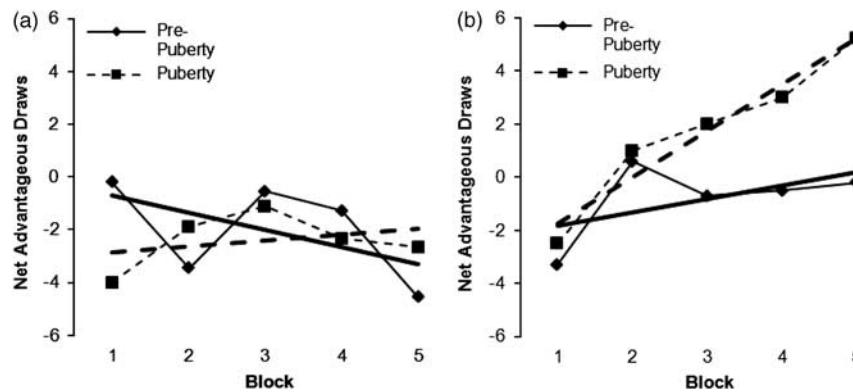 (a)
6
4
2
0
-2
-4
-6
Net Advantageous Draws
Pre-
Puberty
Puberty
1 2 3 4 5
Block
(b)
6
4
2
0
-2
-4
-6
Net Advantageous Draws
Pre-
Puberty
Puberty
1 2 3 4 5
Block